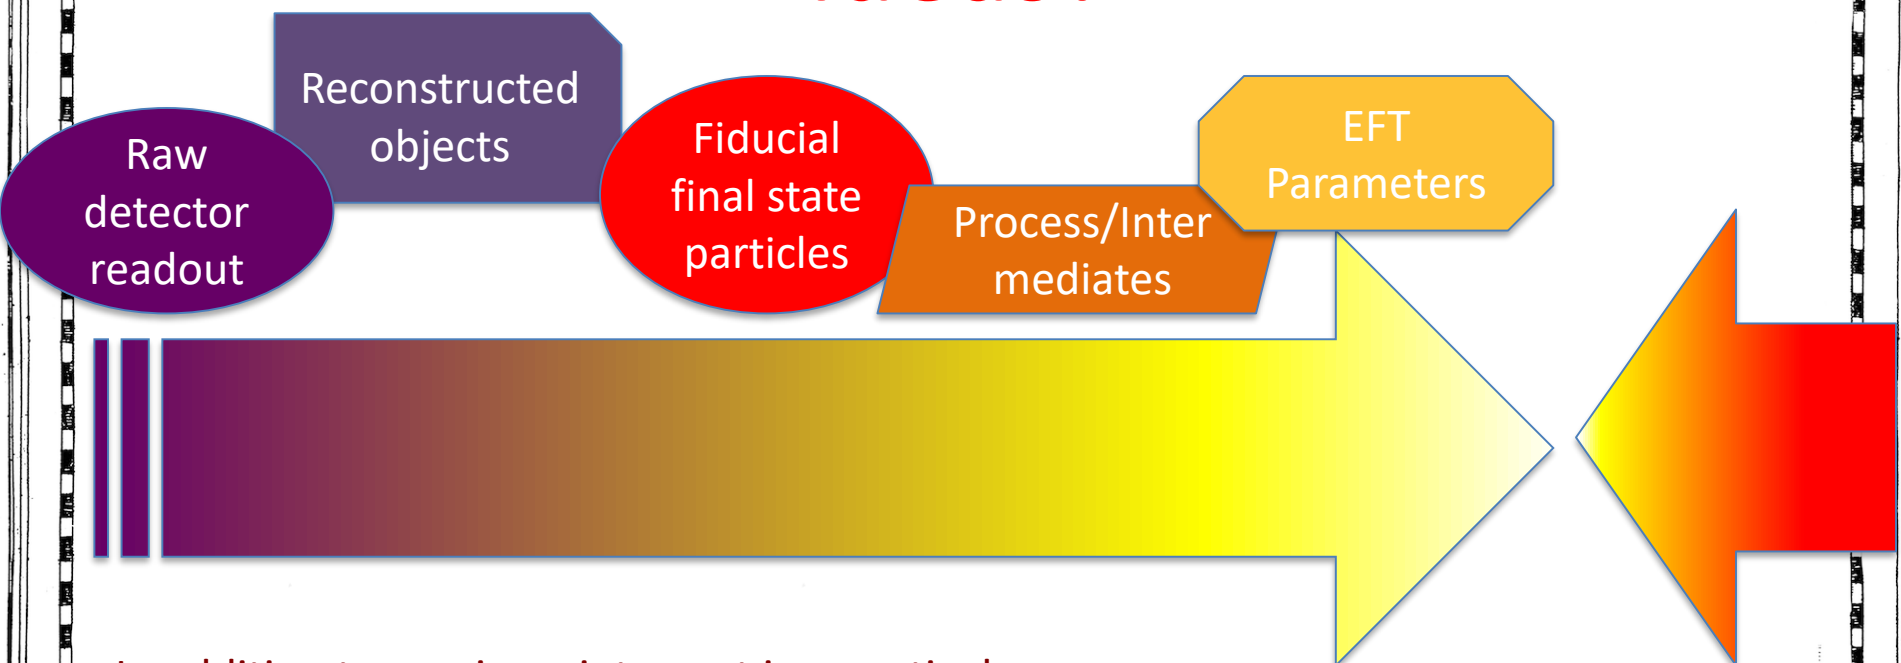 Reconstructed
objects
Raw
detector
readout
Fiducial
final state
particles
Process/Inter
mediates
EFT
Parameters